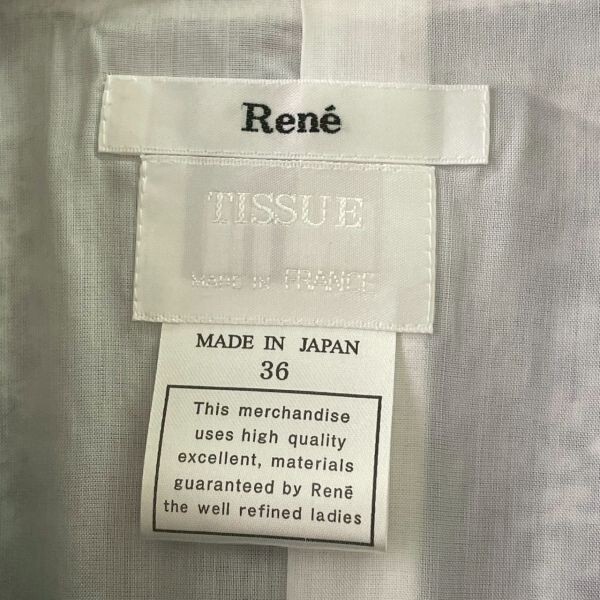 René
TISSUE
MADE IN FRANCE
MADE IN JAPAN
36
This merchandise
uses high quality
excellent, materials
guaranteed by Renē
the well refined ladies